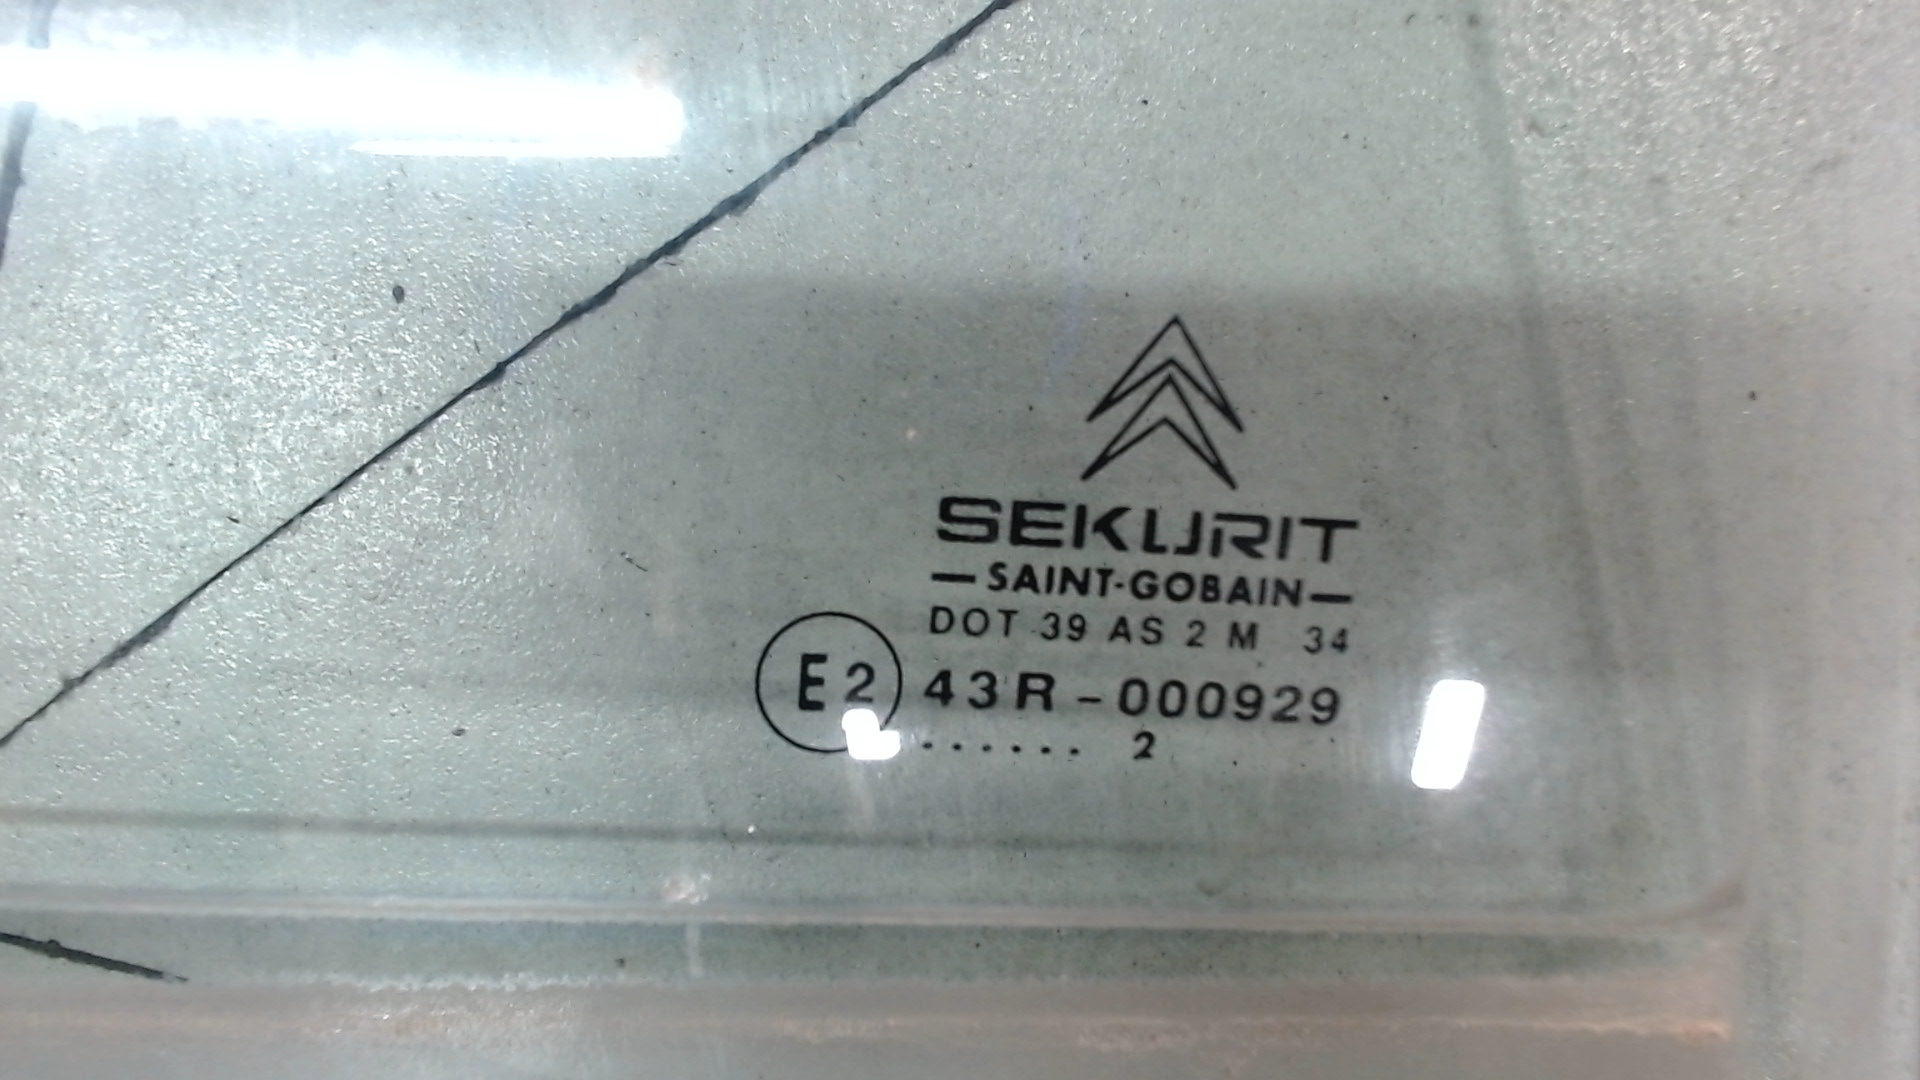 SEKURIT
—SAINT-GOBAIN—
DOT 39 AS 2 M 34
E2 43R-000929
...... 2